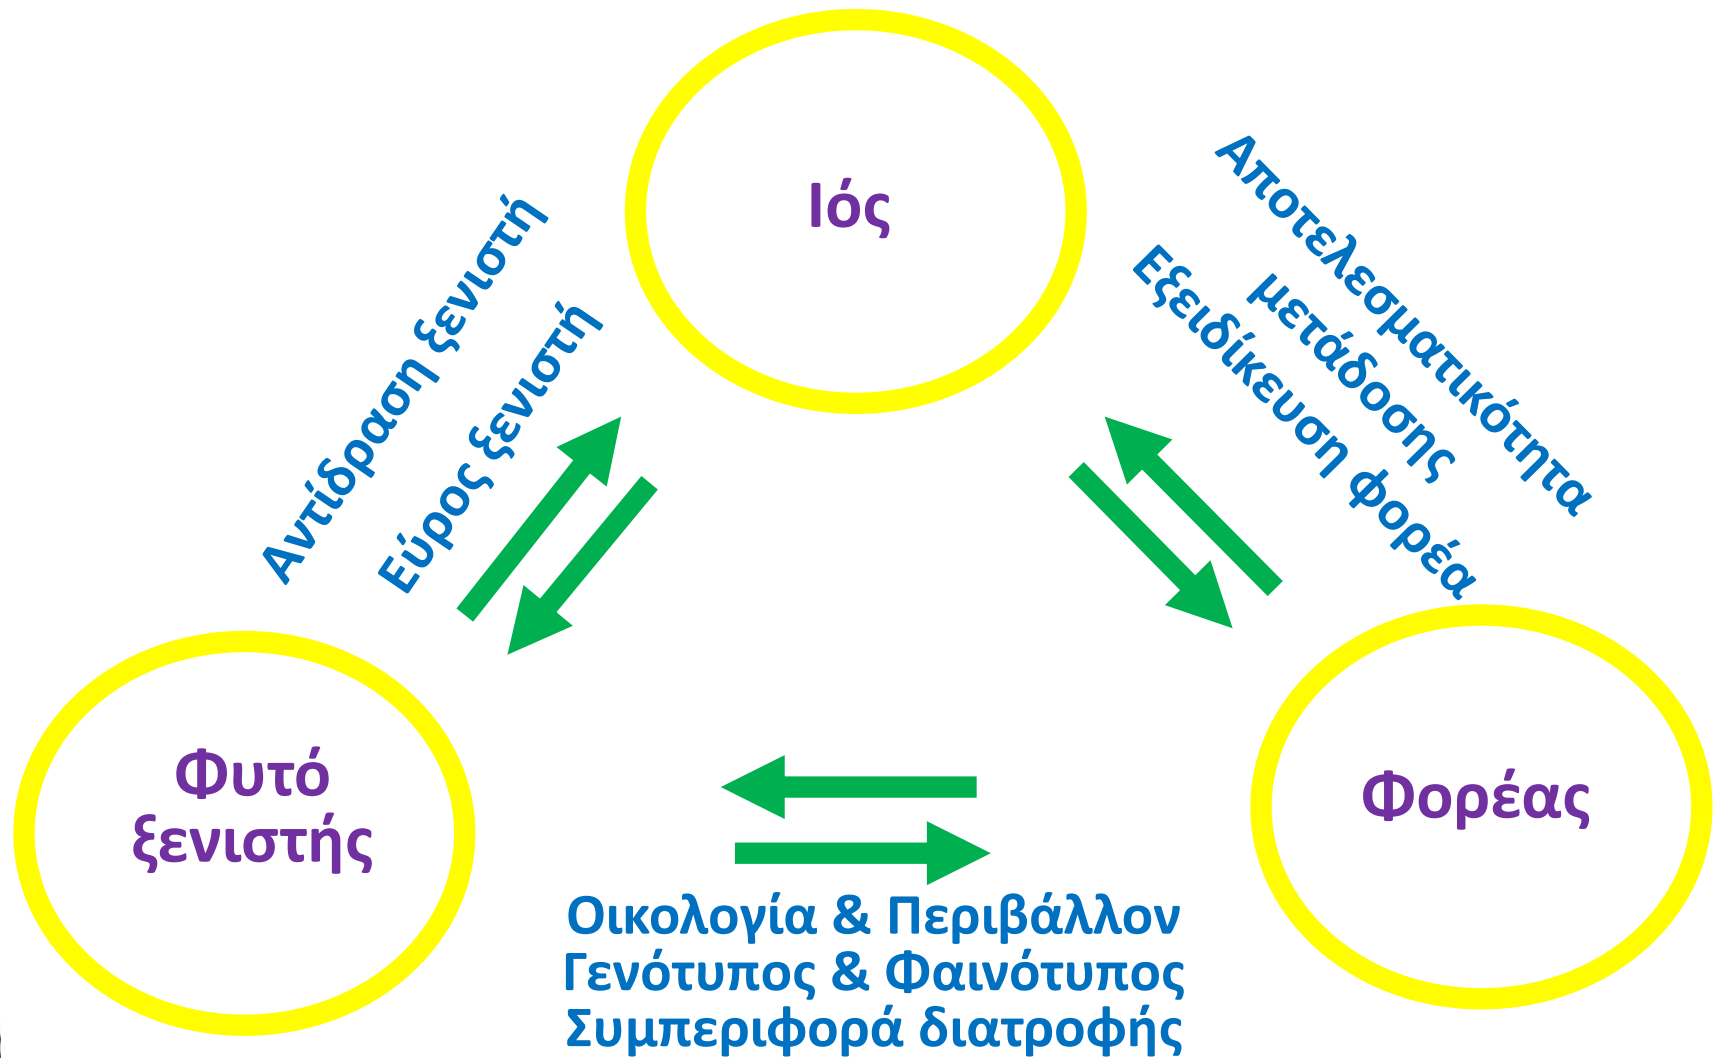 Ιός
Αντίδραση ξενιστή
Εύρος ξενιστή
Αποτελεσματικότητα
μετάδοσης
Εξειδίκευση φορέα
Φυτό
ξενιστής
Φορέας
Οικολογία & Περιβάλλον
Γενότυπος & Φαινότυπος
Συμπεριφορά διατροφής